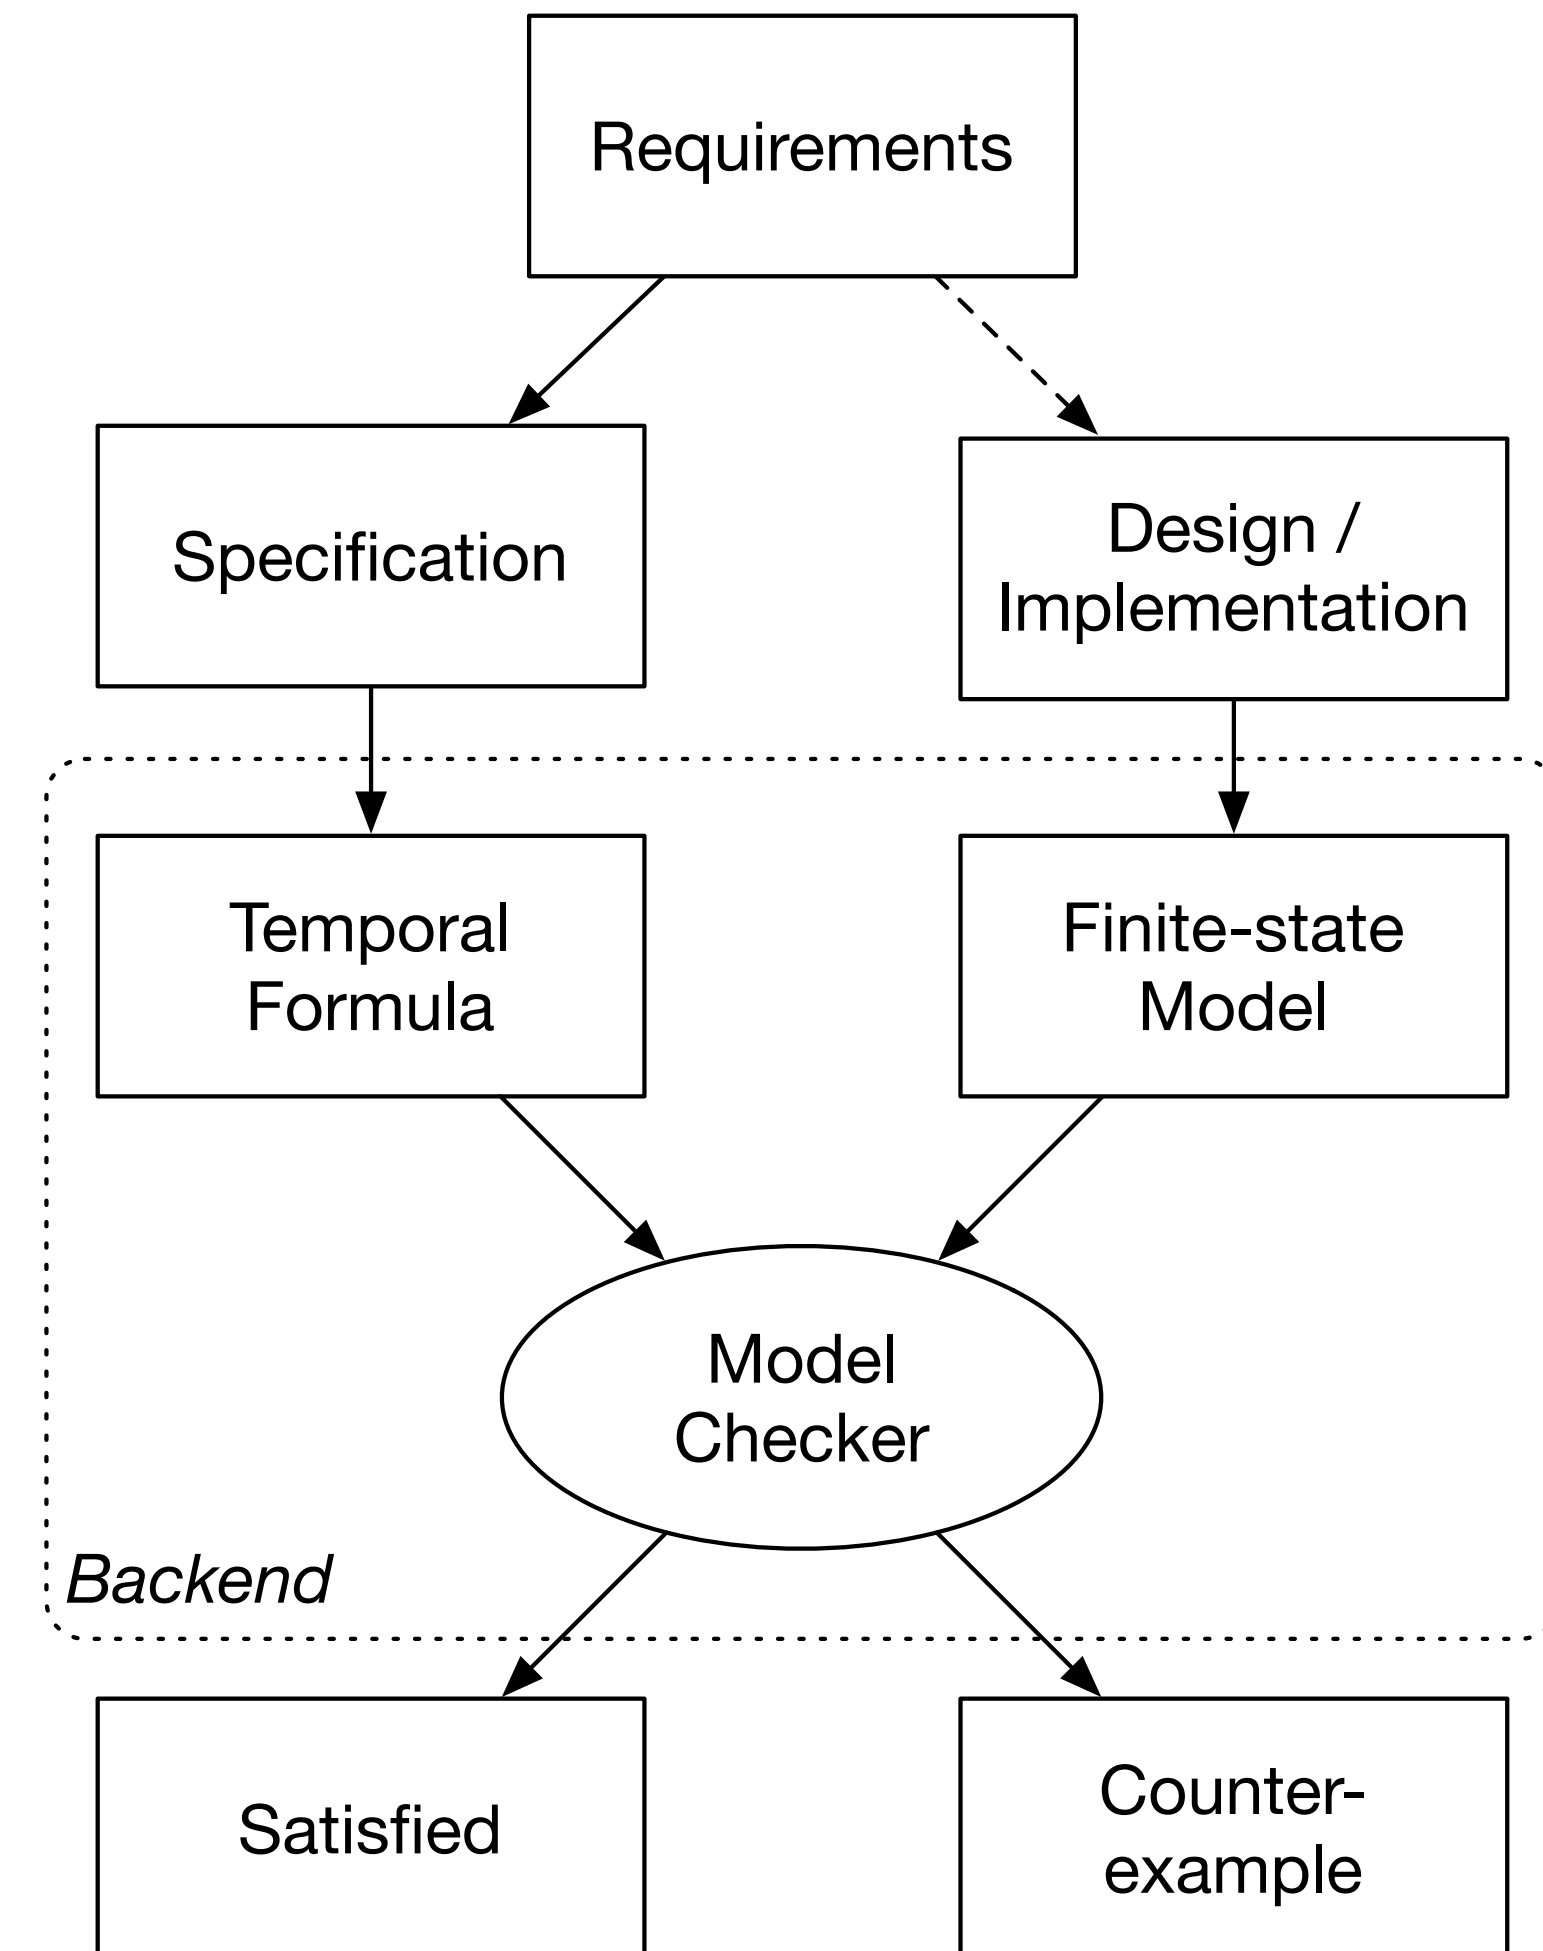 Requirements
Specification
Design /
Implementation
Temporal
Formula
Finite-state
Model
Model
Checker
Backend
Satisfied
Counter-
example